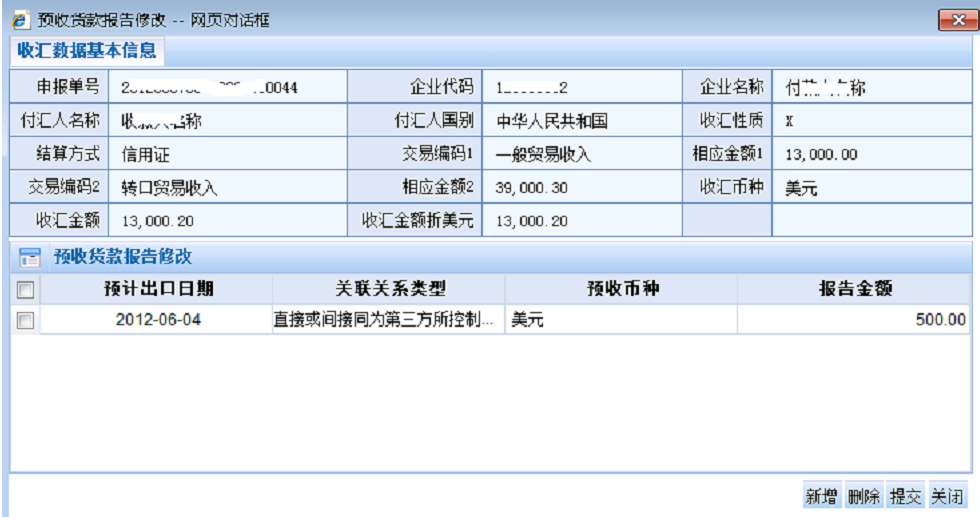 预收货款报告修改 -- 网页对话框
收汇数据基本信息
申报单号 0044 企业代码 1 2 企业名称 称
付汇人名称 称 付汇人国别 中华人民共和国 收汇性质 X
结算方式 信用证 交易编码1 一般贸易收入 相应金额1 13,000.00
交易编码2 转口贸易收入 相应金额2 39,000.30 收汇币种 美元
收汇金额 13,000.20 收汇金额折美元 13,000.20
预收货款报告修改
预计出口日期 关联关系类型 预收币种 报告金额
2012-06-04 直接或间接同为第三方所控制... 美元 500.00
新增 删除 提交 关闭